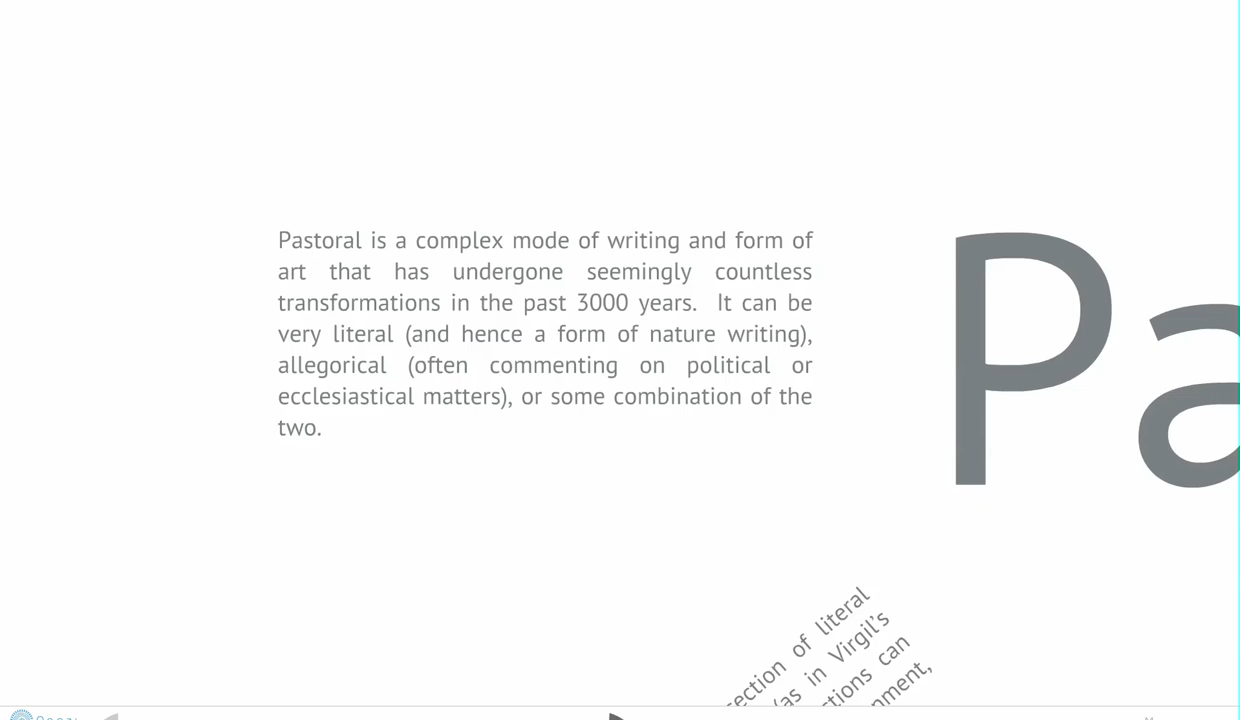 Pastoral is a complex mode of writing and form of
art that has undergone seemingly countless
transformations in the past 3000 years. It can be
very literal (and hence a form of nature writing),
allegorical (often commenting on political or
ecclesiastical matters), or some combination of the
two.
Pa
of literal
in Virgil's
can